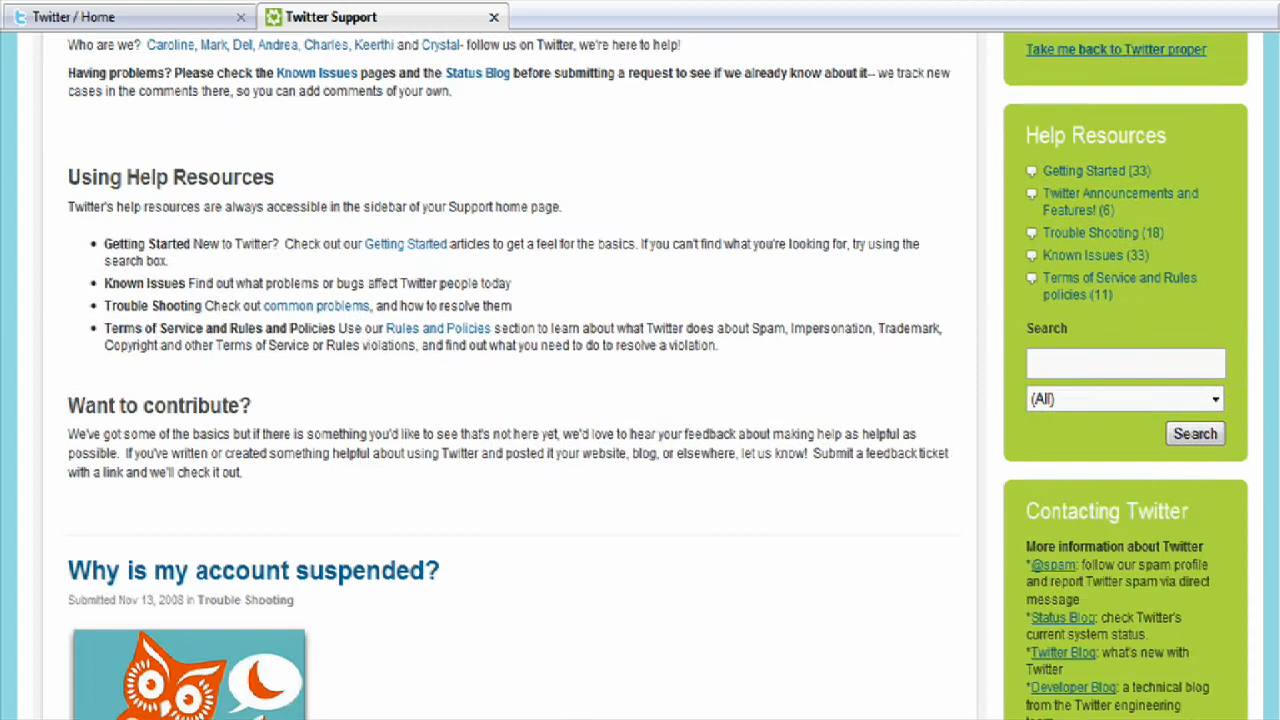 Twitter / Home
Twitter Support
Who are we?  Caroline, Mark, Del, Andrea, Charles, Keerthi and Crystal- follow us on Twitter, we're here to help!
Having problems? Please check the Known Issues pages and the Status Blog before submitting a request to see if we already know about it-- we track new
cases in the comments there, so you can add comments of your own.
Using Help Resources
Twitter's help resources are always accessible in the sidebar of your Support home page.
Getting Started New to Twitter?  Check out our Getting Started articles to get a feel for the basics. If you can't find what you're looking for, try using the
search box.
Known Issues Find out what problems or bugs affect Twitter people today
Trouble Shooting Check out common problems, and how to resolve them
Terms of Service and Rules and Policies Use our Rules and Policies section to learn about what Twitter does about Spam, Impersonation, Trademark,
Copyright and other Terms of Service or Rules violations, and find out what you need to do to resolve a violation.
Want to contribute?
We've got some of the basics but if there is something you'd like to see that's not here yet, we'd love to hear your feedback about making help as helpful as
possible.  If you've written or created something helpful about using Twitter and posted it your website, blog, or elsewhere, let us know!  Submit a feedback ticket
with a link and we'll check it out.
Why is my account suspended?
Submitted Nov 13, 2008 in Trouble Shooting
Take me back to Twitter proper
Help Resources
Getting Started (33)
Twitter Announcements and
Features! (6)
Trouble Shooting (18)
Known Issues (33)
Terms of Service and Rules
policies (11)
Search
(All)
Search
Contacting Twitter
More information about Twitter
*@spam: follow our spam profile
and report Twitter spam via direct
message
*Status Blog: check Twitter's
current system status.
*Twitter Blog: what's new with
Twitter
*Developer Blog: a technical blog
from the Twitter engineering